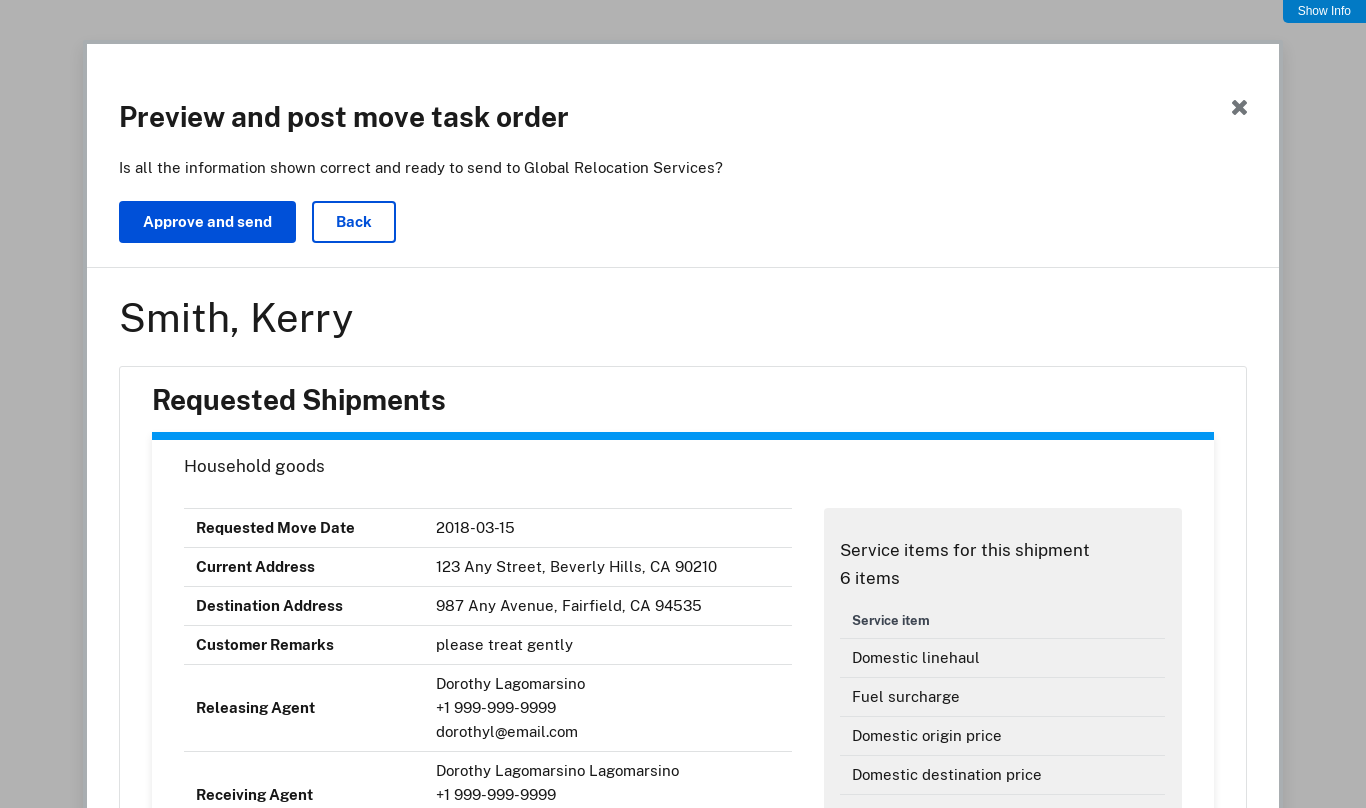 Show Info
Preview and post move task order
Is all the information shown correct and ready to send to Global Relocation Services?
Approve and send
Back
Smith, Kerry
Requested Shipments
Household goods
Requested Move Date 2018-03-15
Current Address 123 Any Street, Beverly Hills, CA 90210
Destination Address 987 Any Avenue, Fairfield, CA 94535
Customer Remarks please treat gently
Releasing Agent Dorothy Lagomarsino
+1 999-999-9999
dorothyl@email.com
Receiving Agent Dorothy Lagomarsino Lagomarsino
+1 999-999-9999
Service items for this shipment
6 items
Service item
Domestic linehaul
Fuel surcharge
Domestic origin price
Domestic destination price